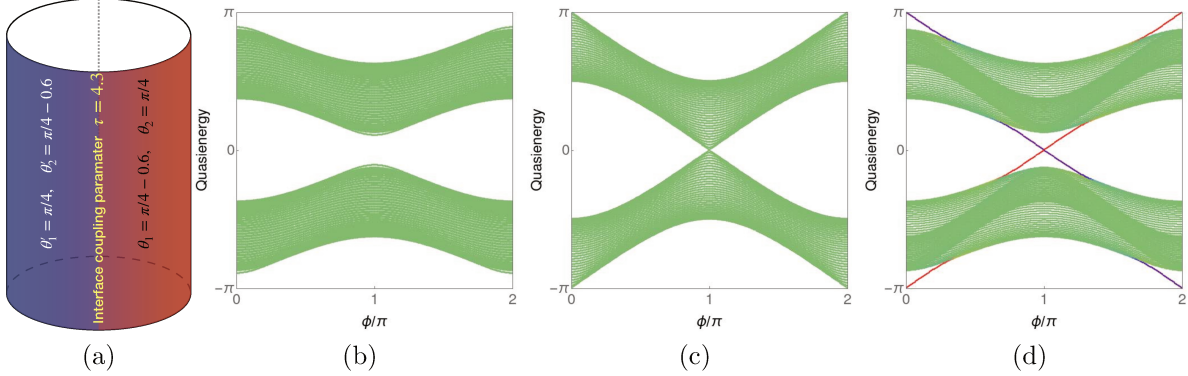 θ′₁ = π/4, θ′₂ = π/4 − 0.6
Interface coupling paramater τ = 4.3
θ₁ = π/4 − 0.6, θ₂ = π/4
(a)
Quasienergy
π
0
−π
0
1
2
ϕ/π
(b)
Quasienergy
π
0
−π
0
1
2
ϕ/π
(c)
Quasienergy
π
0
−π
0
1
2
ϕ/π
(d)